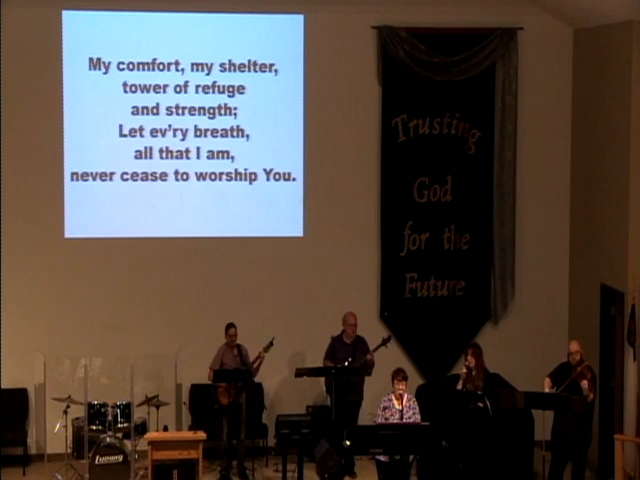 My comfort, my shelter,
tower of refuge
and strength;
Let ev'ry breath,
all that I am,
never cease to worship You.
Trusting
God
for the
Future
Ludwig